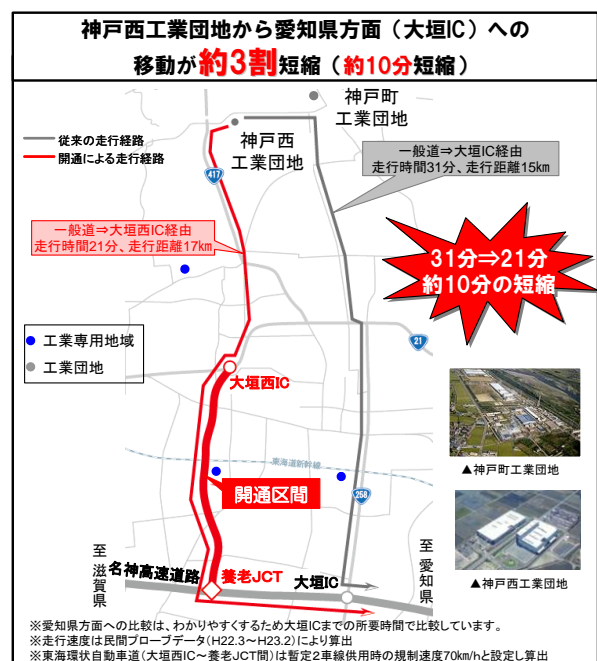 神戸西工業団地から愛知県方面（大垣IC）への
移動が約3割短縮（約10分短縮）
神戸町
工業団地
従来の走行経路
開通による走行経路
神戸西
工業団地
一般道⇒大垣IC経由
走行時間31分、走行距離15km
417
一般道⇒大垣西IC経由
走行時間21分、走行距離17km
31分⇒21分
約10分の短縮
工業専用地域
工業団地
21
大垣西IC
▲神戸町工業団地
東海道新幹線
開通区間
258
至 滋賀県
名神高速道路
養老JCT
大垣IC
至 愛知県
▲神戸西工業団地
※愛知県方面への比較は、わかりやすくするため大垣ICまでの所要時間で比較しています。
※走行速度は民間プローブデータ（H22.3～H23.2）により算出
※東海環状自動車道（大垣西IC～養老JCT間）は暫定2車線供用時の規制速度70km/hと設定し算出